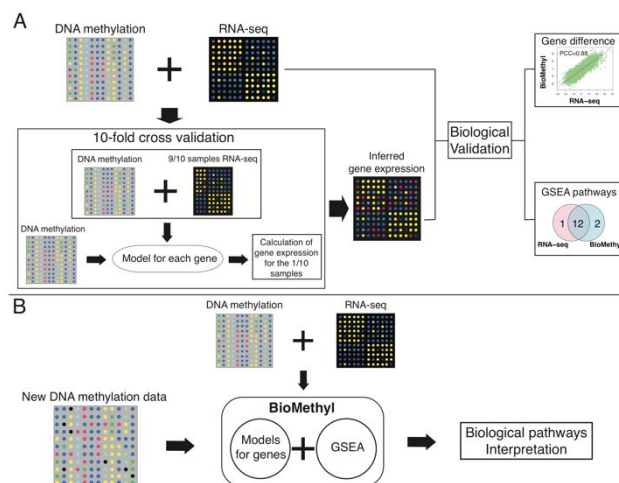 A
DNA methylation
RNA-seq
10-fold cross validation
DNA methylation
9/10 samples RNA-seq
DNA methylation
Model for each gene
Calculation of
gene expression
for the 1/10
samples
Inferred
gene expression
Biological
Validation
Gene difference
PCC=0.88
BioMethyl
RNA-seq
GSEA pathways
1
12
2
RNA-seq
BioMethyl
B
DNA methylation
RNA-seq
New DNA methylation data
BioMethyl
Models
for genes
GSEA
Biological pathways
Interpretation